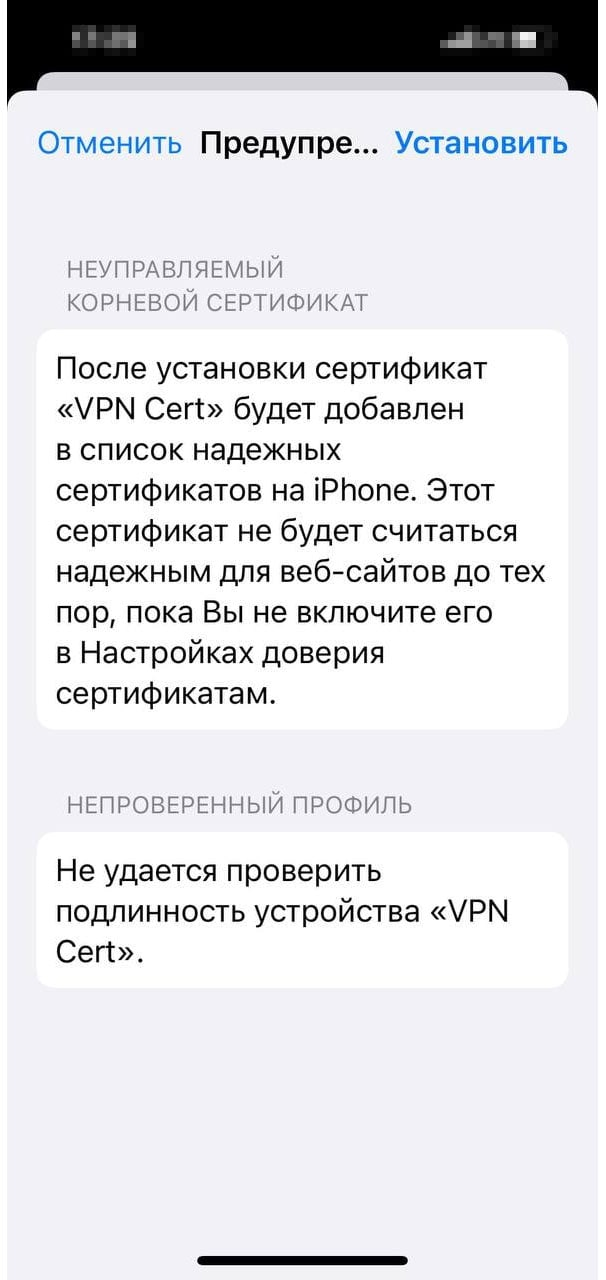 Отменить Предупре... Установить
НЕУПРАВЛЯЕМЫЙ
КОРНЕВОЙ СЕРТИФИКАТ
После установки сертификат
«VPN Cert» будет добавлен
в список надежных
сертификатов на iPhone. Этот
сертификат не будет считаться
надежным для веб-сайтов до тех
пор, пока Вы не включите его
в Настройках доверия
сертификатам.
НЕПРОВЕРЕННЫЙ ПРОФИЛЬ
Не удается проверить
подлинность устройства «VPN
Cert».